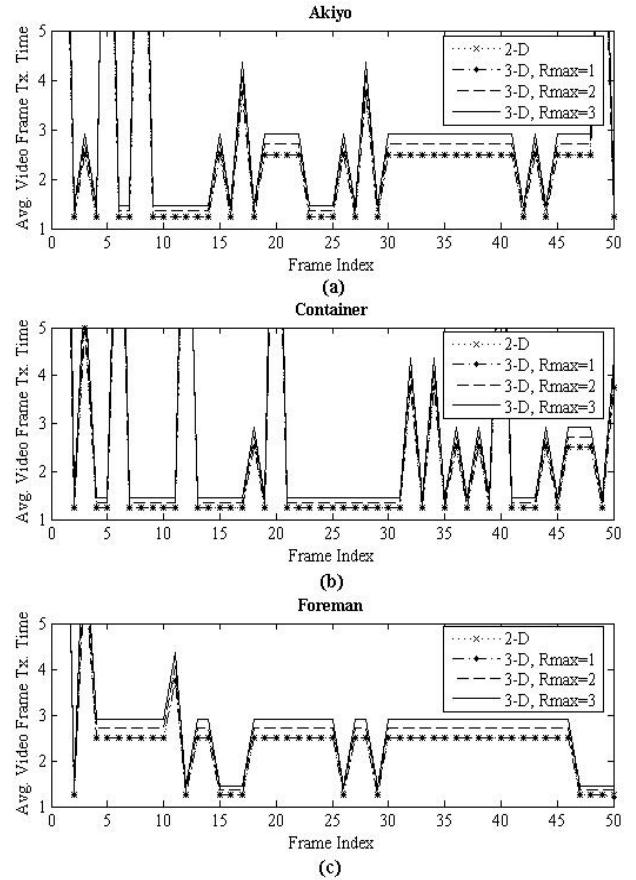 Akiyo
5
4
3
2
1
Avg. Video Frame Tx. Time
2-D
3-D, Rmax=1
3-D, Rmax=2
3-D, Rmax=3
0 5 10 15 20 25 30 35 40 45 50
Frame Index
(a)
Container
5
4
3
2
1
Avg. Video Frame Tx. Time
2-D
3-D, Rmax=1
3-D, Rmax=2
3-D, Rmax=3
0 5 10 15 20 25 30 35 40 45 50
Frame Index
(b)
Foreman
5
4
3
2
1
Avg. Video Frame Tx. Time
2-D
3-D, Rmax=1
3-D, Rmax=2
3-D, Rmax=3
0 5 10 15 20 25 30 35 40 45 50
Frame Index
(c)